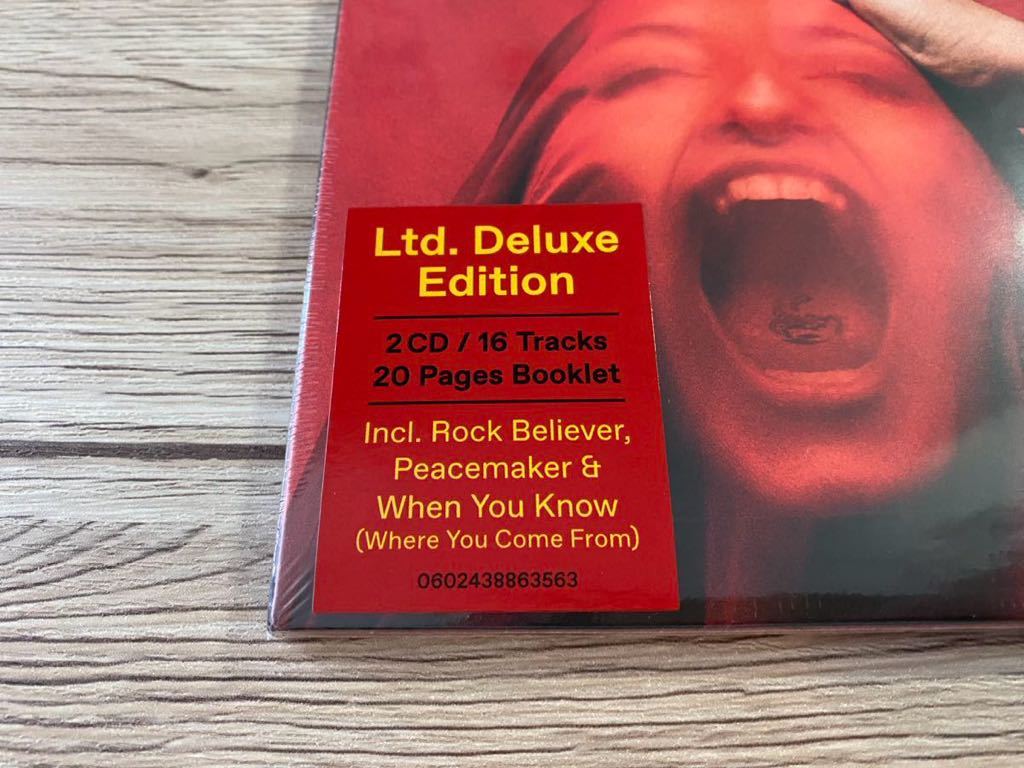 Ltd. Deluxe
Edition
2 CD / 16 Tracks
20 Pages Booklet
Incl. Rock Believer,
Peacemaker &
When You Know
(Where You Come From)
0602438863563